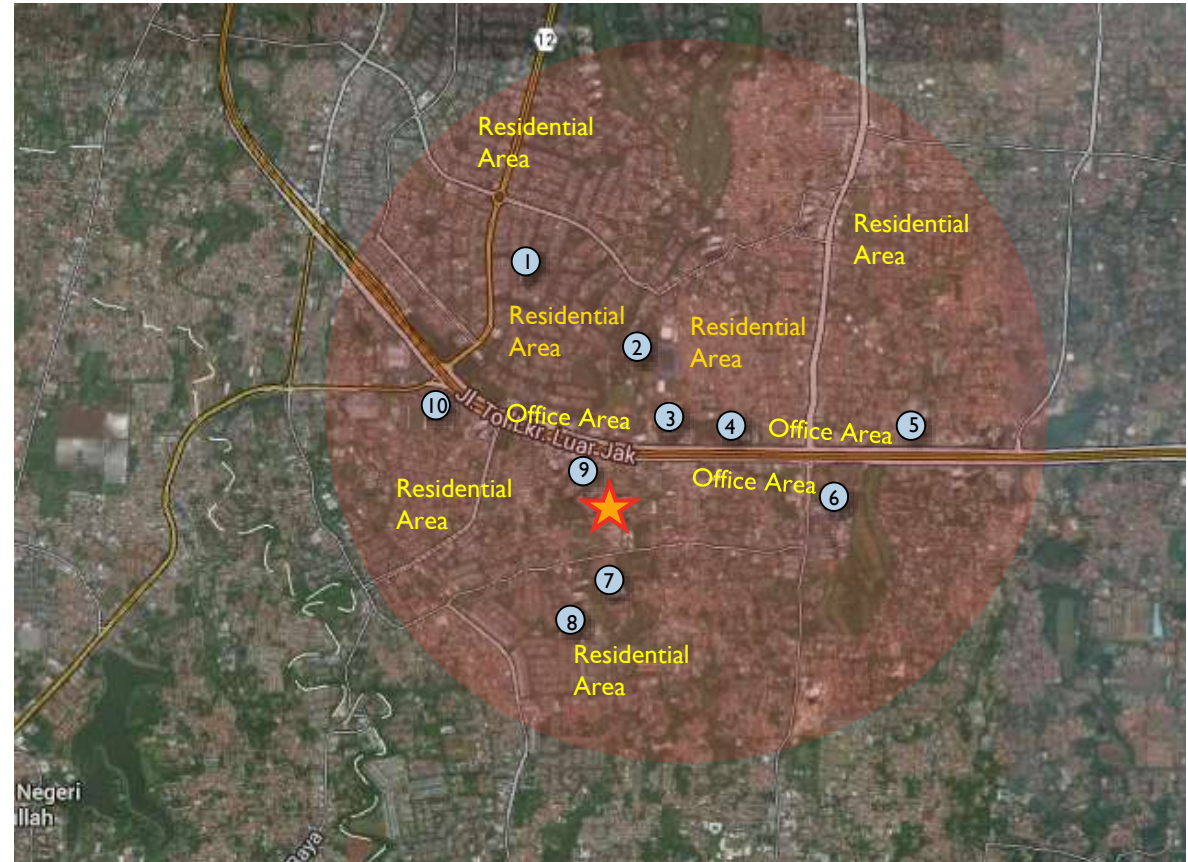 12
Residential
Area
Residential
Area
1
Residential
Area
2
Residential
Area
10
Jl. Tol Lkr. Luar Jak
Office Area
3
4
Office Area
5
9
Residential
Area
Office Area
6
7
8
Residential
Area
Negeri
llah
Raya